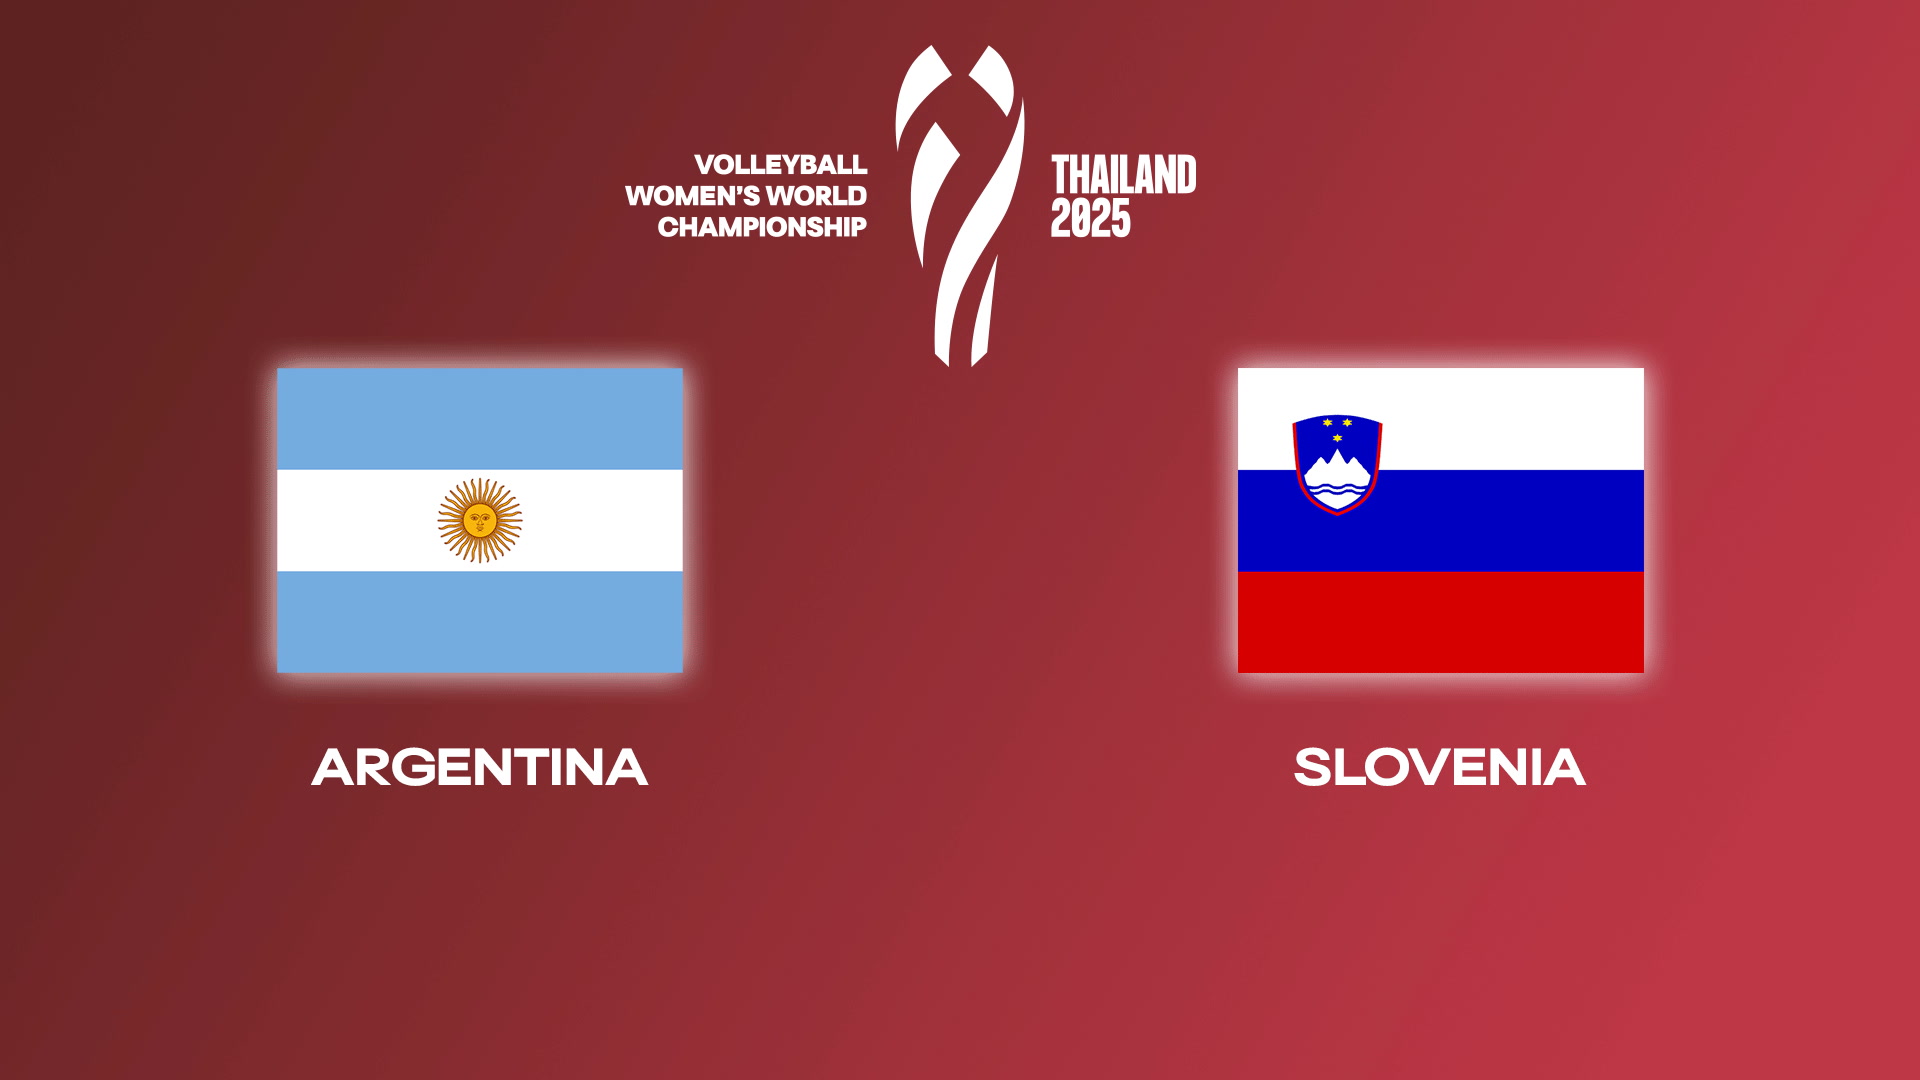 VOLLEYBALL
WOMEN'S WORLD
CHAMPIONSHIP
THAILAND
2025
ARGENTINA
SLOVENIA